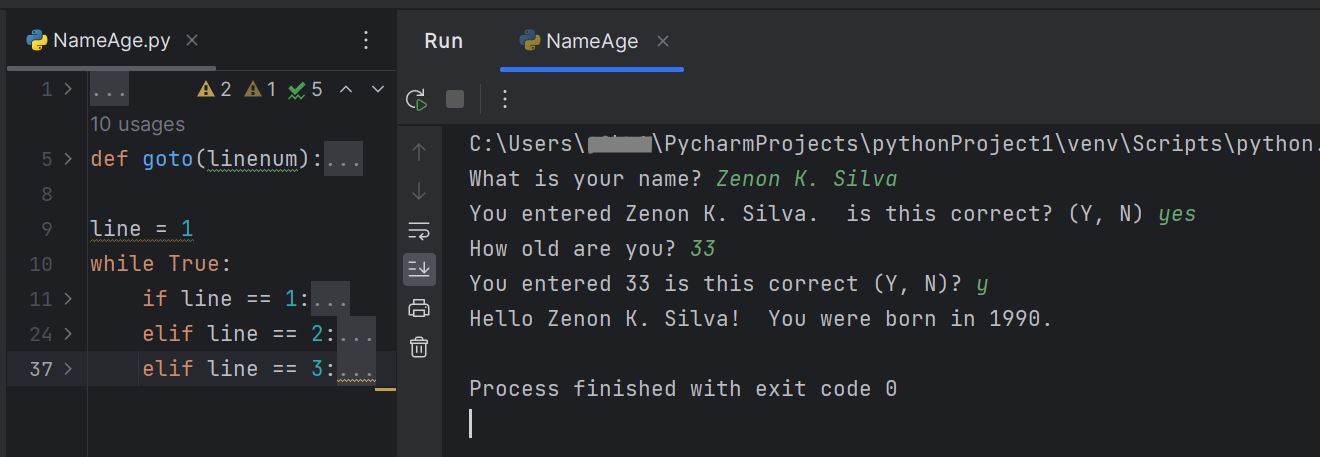 NameAge.py
1 ... 2 1 5
10 usages
5 def goto(linenum):...
8
9 line = 1
10 while True:
11 if line == 1:...
24 elif line == 2:...
37 elif line == 3:...
Run NameAge
C:\Users\ \PycharmProjects\pythonProject1\venv\Scripts\python.
What is your name? Zenon K. Silva
You entered Zenon K. Silva.  is this correct? (Y, N) yes
How old are you? 33
You entered 33 is this correct (Y, N)? y
Hello Zenon K. Silva!  You were born in 1990.
Process finished with exit code 0